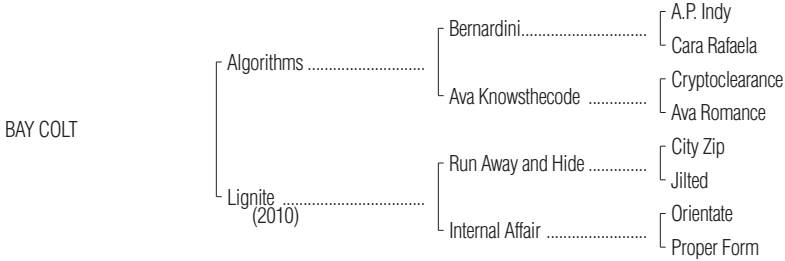 A.P. Indy
Bernardini..............................
Cara Rafaela
Algorithms ............................
Cryptoclearance
Ava Knowsthecode ..............
Ava Romance
BAY COLT
City Zip
Run Away and Hide ..............
Jilted
Lignite ..................................
(2010)
Orientate
Internal Affair ........................
Proper Form